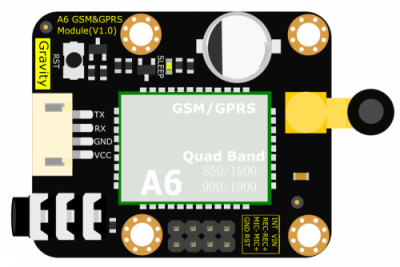 A6 GSM&GPRS
Module(V1.0)
Gravity
RST
SLEEP
TX
RX
GND
VCC
GSM/GPRS
Quad Band
850/1800
900/1900
A6
INT VIN
REC-REC+
MIC-MIC+
GND RST